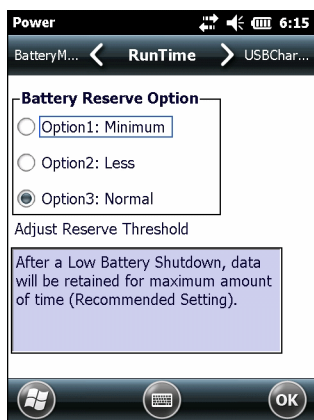 Power 6:15
BatteryM... RunTime USBChar...
Battery Reserve Option
Option1: Minimum
Option2: Less
Option3: Normal
Adjust Reserve Threshold
After a Low Battery Shutdown, data
will be retained for maximum amount
of time (Recommended Setting).
OK